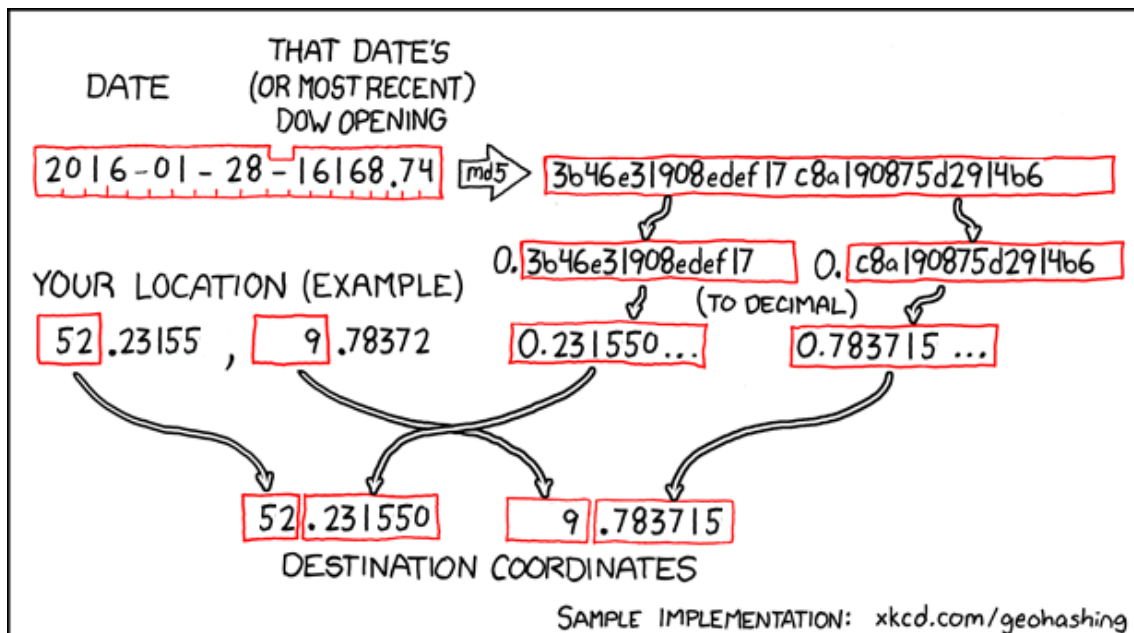 DATE
THAT DATE'S
(OR MOST RECENT)
DOW OPENING
2016-01-28-16168.74
md5
3b46e31908edef17 c8a190875d2914b6
0. 3b46e31908edef17
0. c8a190875d2914b6
YOUR LOCATION (EXAMPLE)
(TO DECIMAL)
52 .23155 , 9 .78372
0.231550...
0.783715 ...
52 .231550
9 .783715
DESTINATION COORDINATES
SAMPLE IMPLEMENTATION: xkcd.com/geohashing